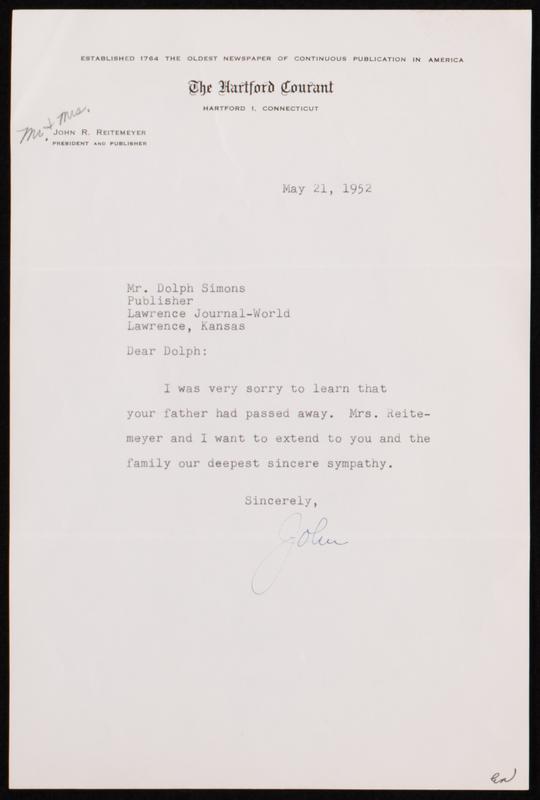 ESTABLISHED 1764 THE OLDEST NEWSPAPER OF CONTINUOUS PUBLICATION IN AMERICA
The Hartford Courant
HARTFORD 1, CONNECTICUT
Mr. & Mrs.
JOHN R. REITEMEYER
PRESIDENT AND PUBLISHER
May 21, 1952
Mr. Dolph Simons
Publisher
Lawrence Journal-World
Lawrence, Kansas
Dear Dolph:
I was very sorry to learn that
your father had passed away. Mrs. Reite-
meyer and I want to extend to you and the
family our deepest sincere sympathy.
Sincerely,
John